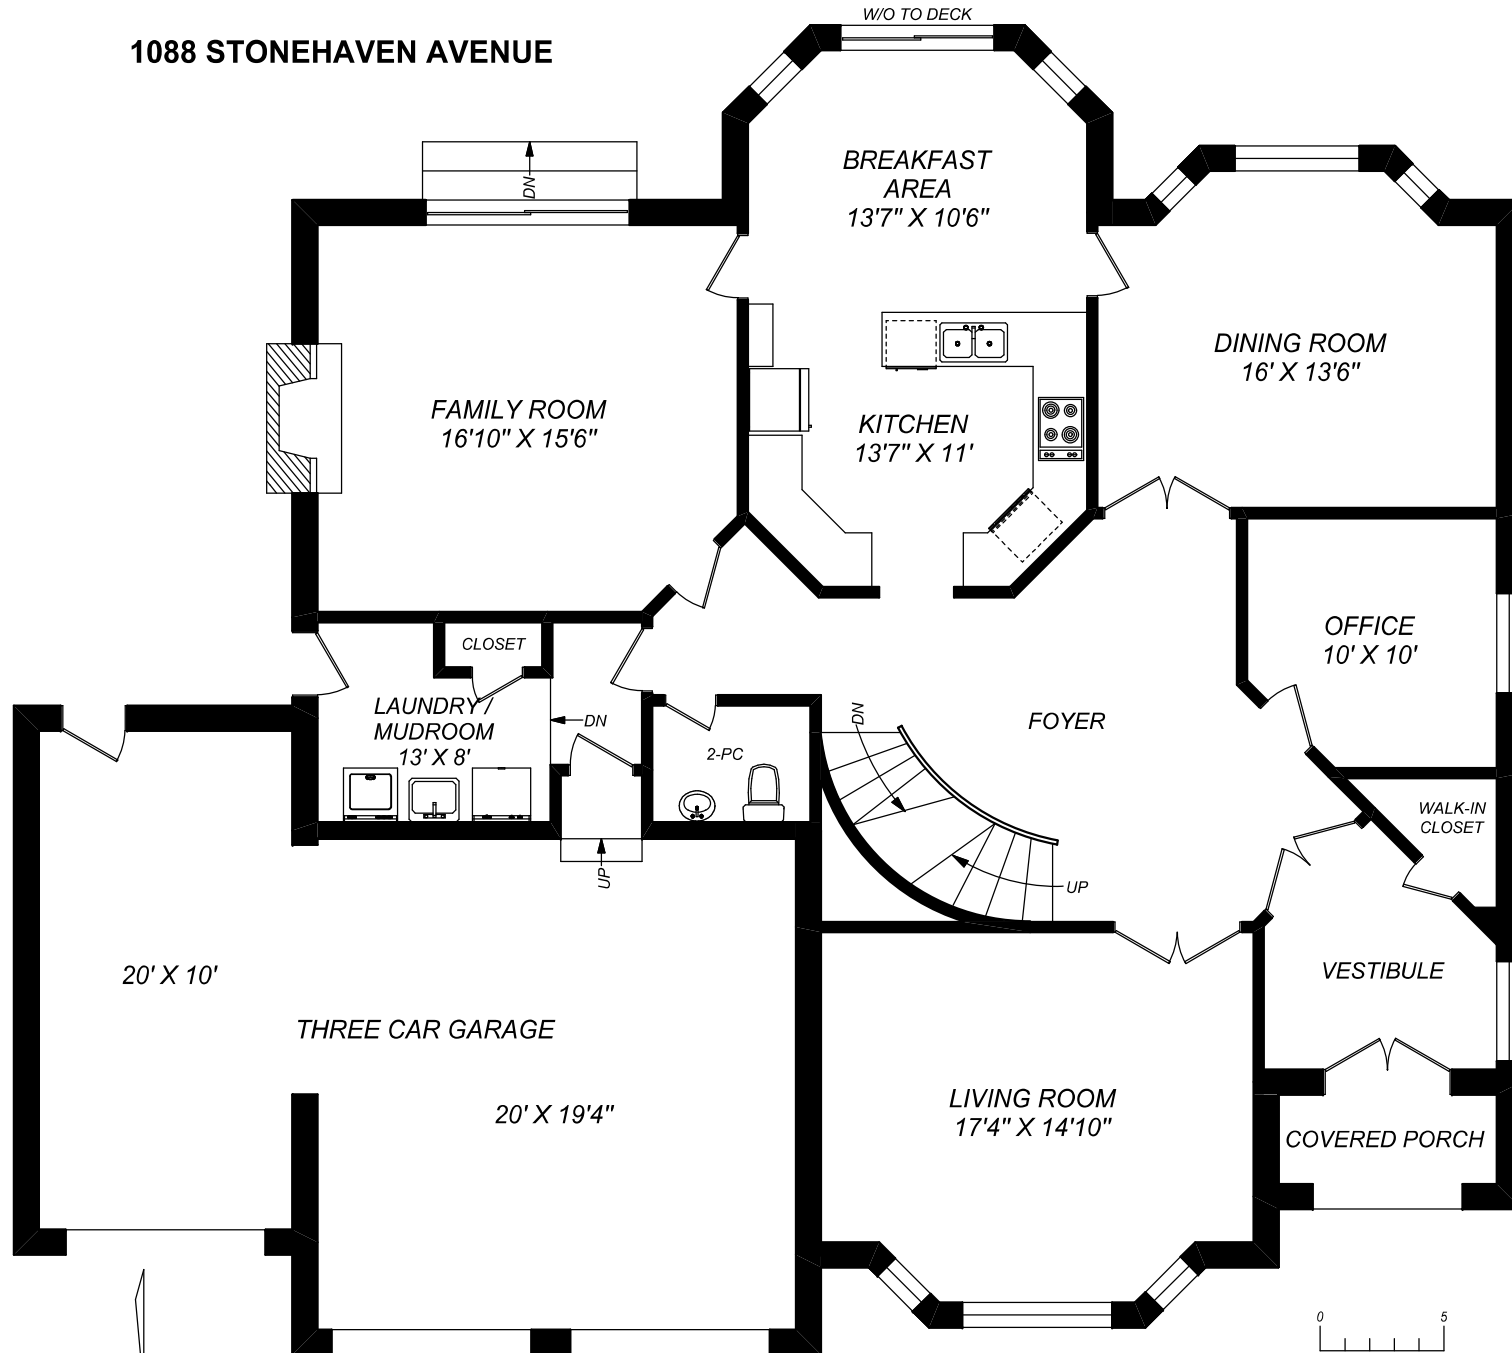 W/O TO DECK
1088 STONEHAVEN AVENUE
BREAKFAST
AREA
13'7" X 10'6"
DN
DINING ROOM
16' X 13'6"
FAMILY ROOM
16'10" X 15'6"
KITCHEN
13'7" X 11'
CLOSET
OFFICE
10' X 10'
LAUNDRY /
MUDROOM
13' X 8'
DN
2-PC
DN
FOYER
WALK-IN
CLOSET
UP
UP
20' X 10'
VESTIBULE
THREE CAR GARAGE
20' X 19'4"
LIVING ROOM
17'4" X 14'10"
COVERED PORCH
0 5